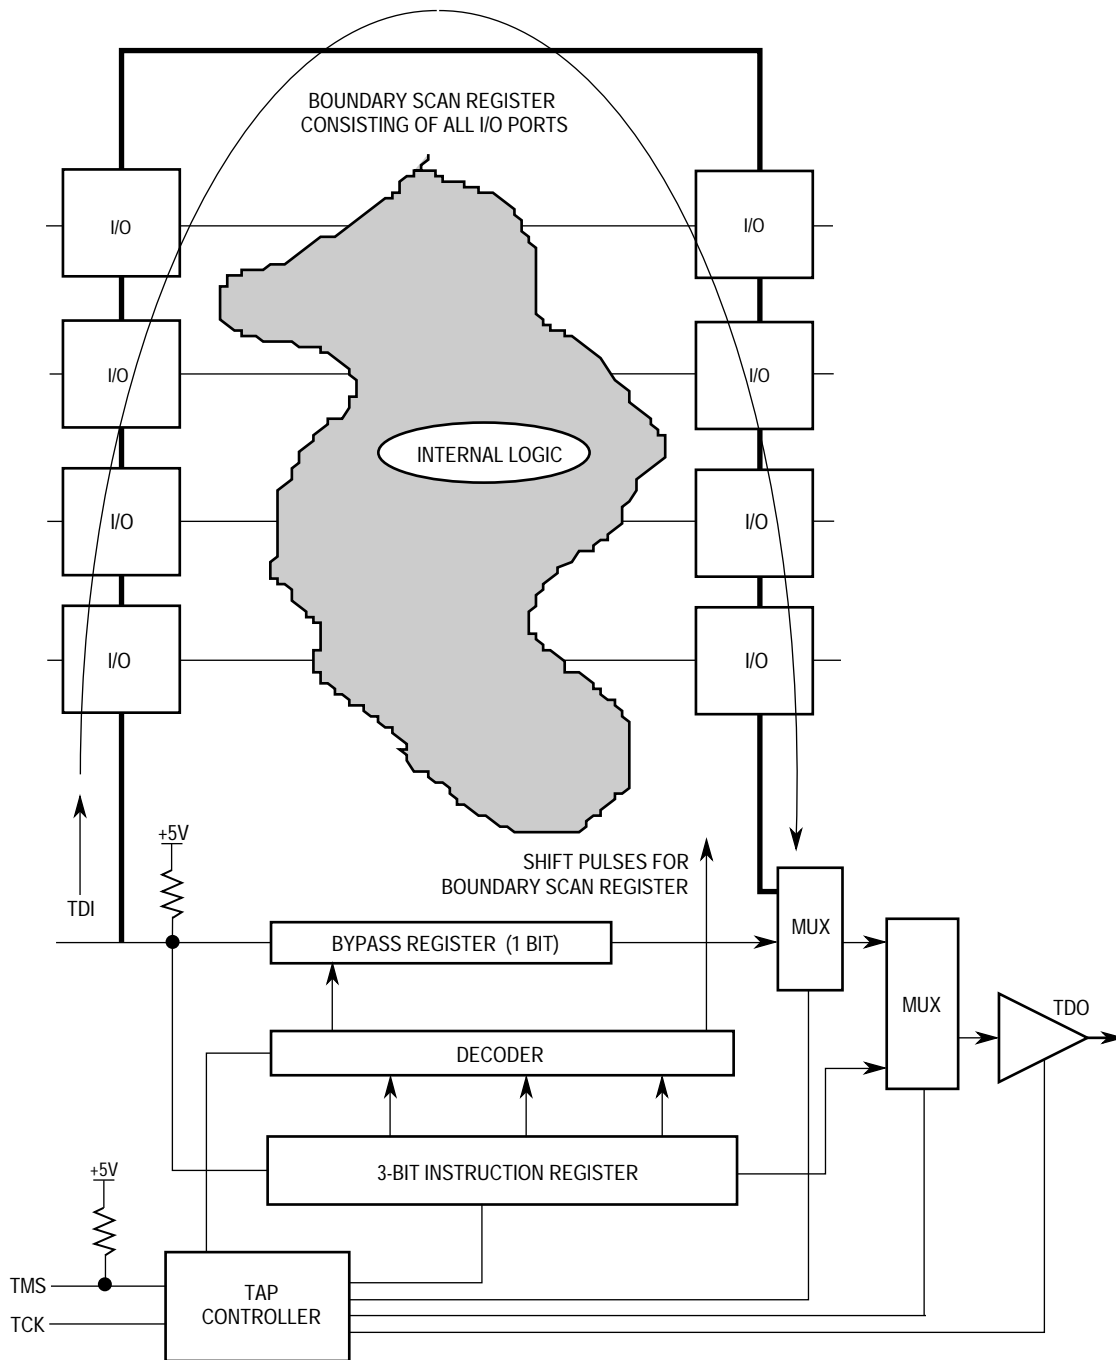 BOUNDARY SCAN REGISTER
CONSISTING OF ALL I/O PORTS
I/O
I/O
I/O
I/O
INTERNAL LOGIC
I/O
I/O
I/O
I/O
+5V
TDI
SHIFT PULSES FOR
BOUNDARY SCAN REGISTER
BYPASS REGISTER (1 BIT)
MUX
MUX
TDO
DECODER
3-BIT INSTRUCTION REGISTER
+5V
TMS
TCK
TAP
CONTROLLER